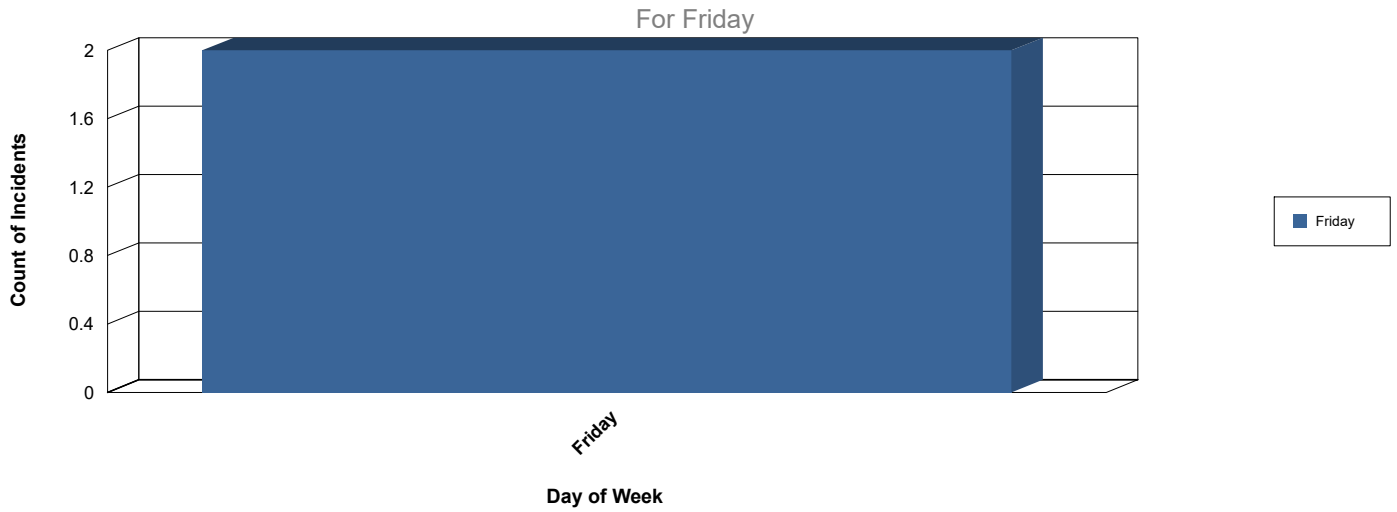 For Friday
Count of Incidents
2
1.6
1.2
0.8
0.4
0
Friday
Day of Week
Friday